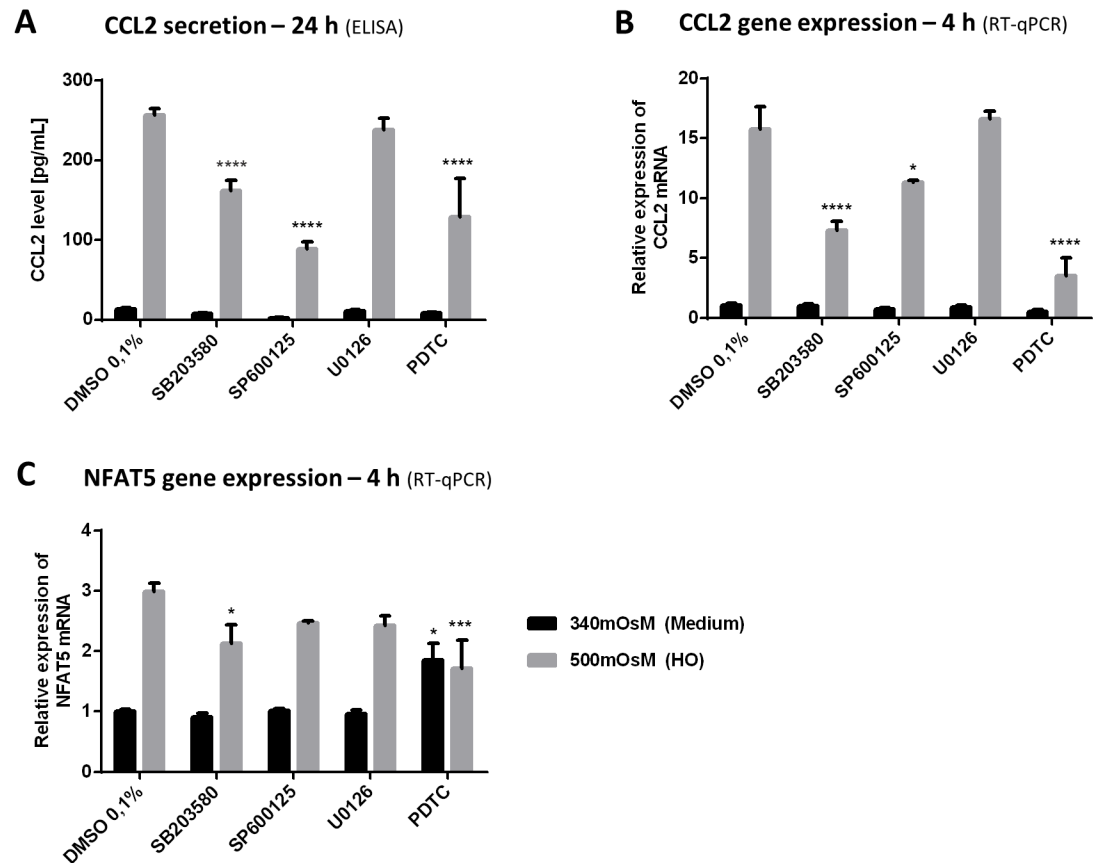 A
CCL2 secretion – 24 h (ELISA)
CCL2 level [pg/mL]
300
200
100
0
****
****
****
DMSO 0,1%
SB203580
SP600125
U0126
PDTC
B
CCL2 gene expression – 4 h (RT-qPCR)
Relative expression of
CCL2 mRNA
20
15
10
5
0
****
*
****
DMSO 0,1%
SB203580
SP600125
U0126
PDTC
C
NFAT5 gene expression – 4 h (RT-qPCR)
Relative expression of
NFAT5 mRNA
4
3
2
1
0
*
*
***
DMSO 0,1%
SB203580
SP600125
U0126
PDTC
340mOsM (Medium)
500mOsM (HO)